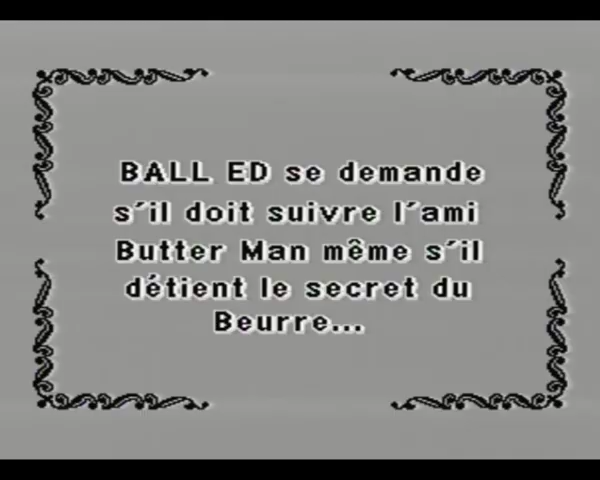 BALL ED se demande
s´il doit suivre l´ami
Butter Man même s´il
détient le secret du
Beurre...